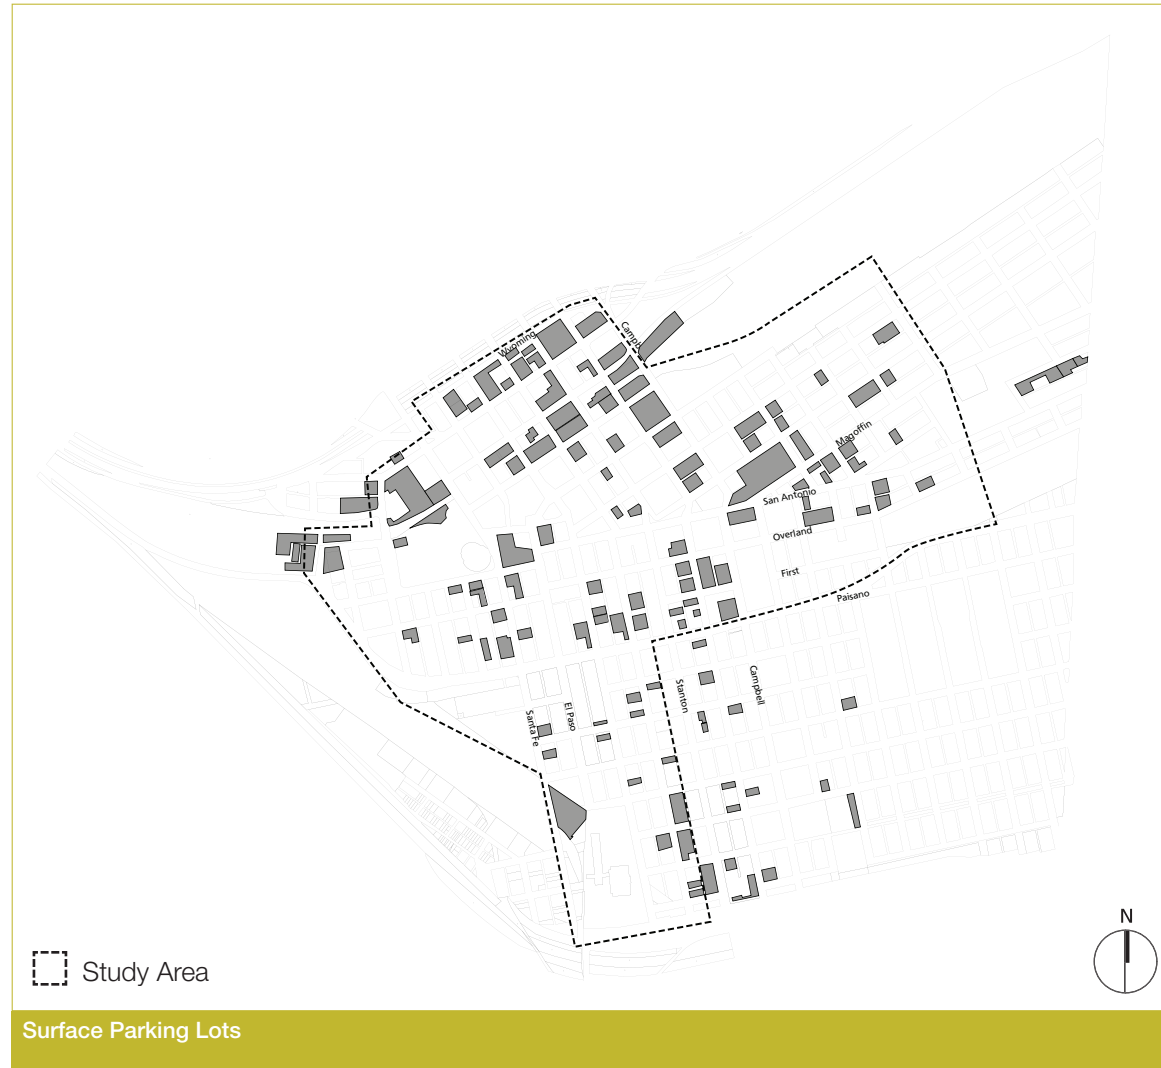 Wyoming
Campb
Magoffin
San Antonio
Overland
First
Paisano
Campbell
Stanton
El Paso
Santa Fe
N
Study Area
Surface Parking Lots